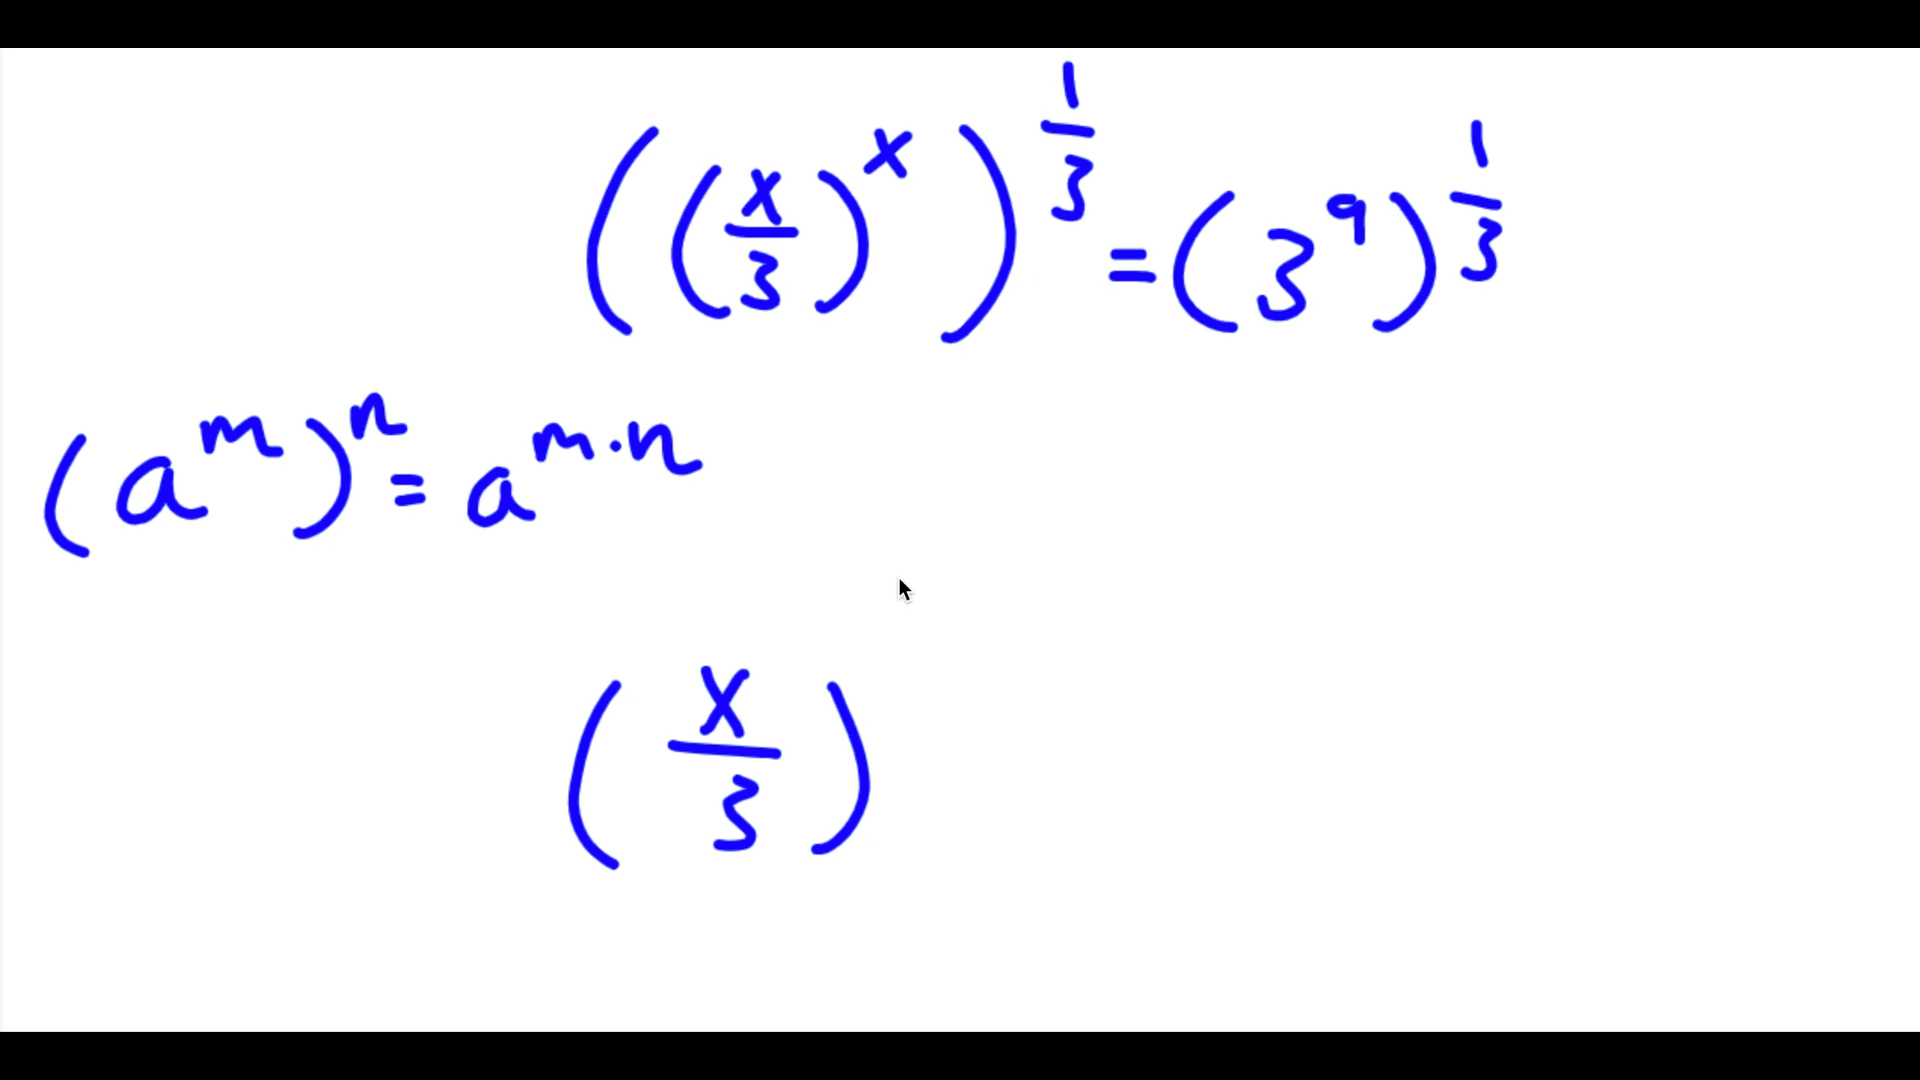 ((x/3)^x)^(1/3) = (3^9)^(1/3)
(a^m)^n = a^(m·n)
(x/3)